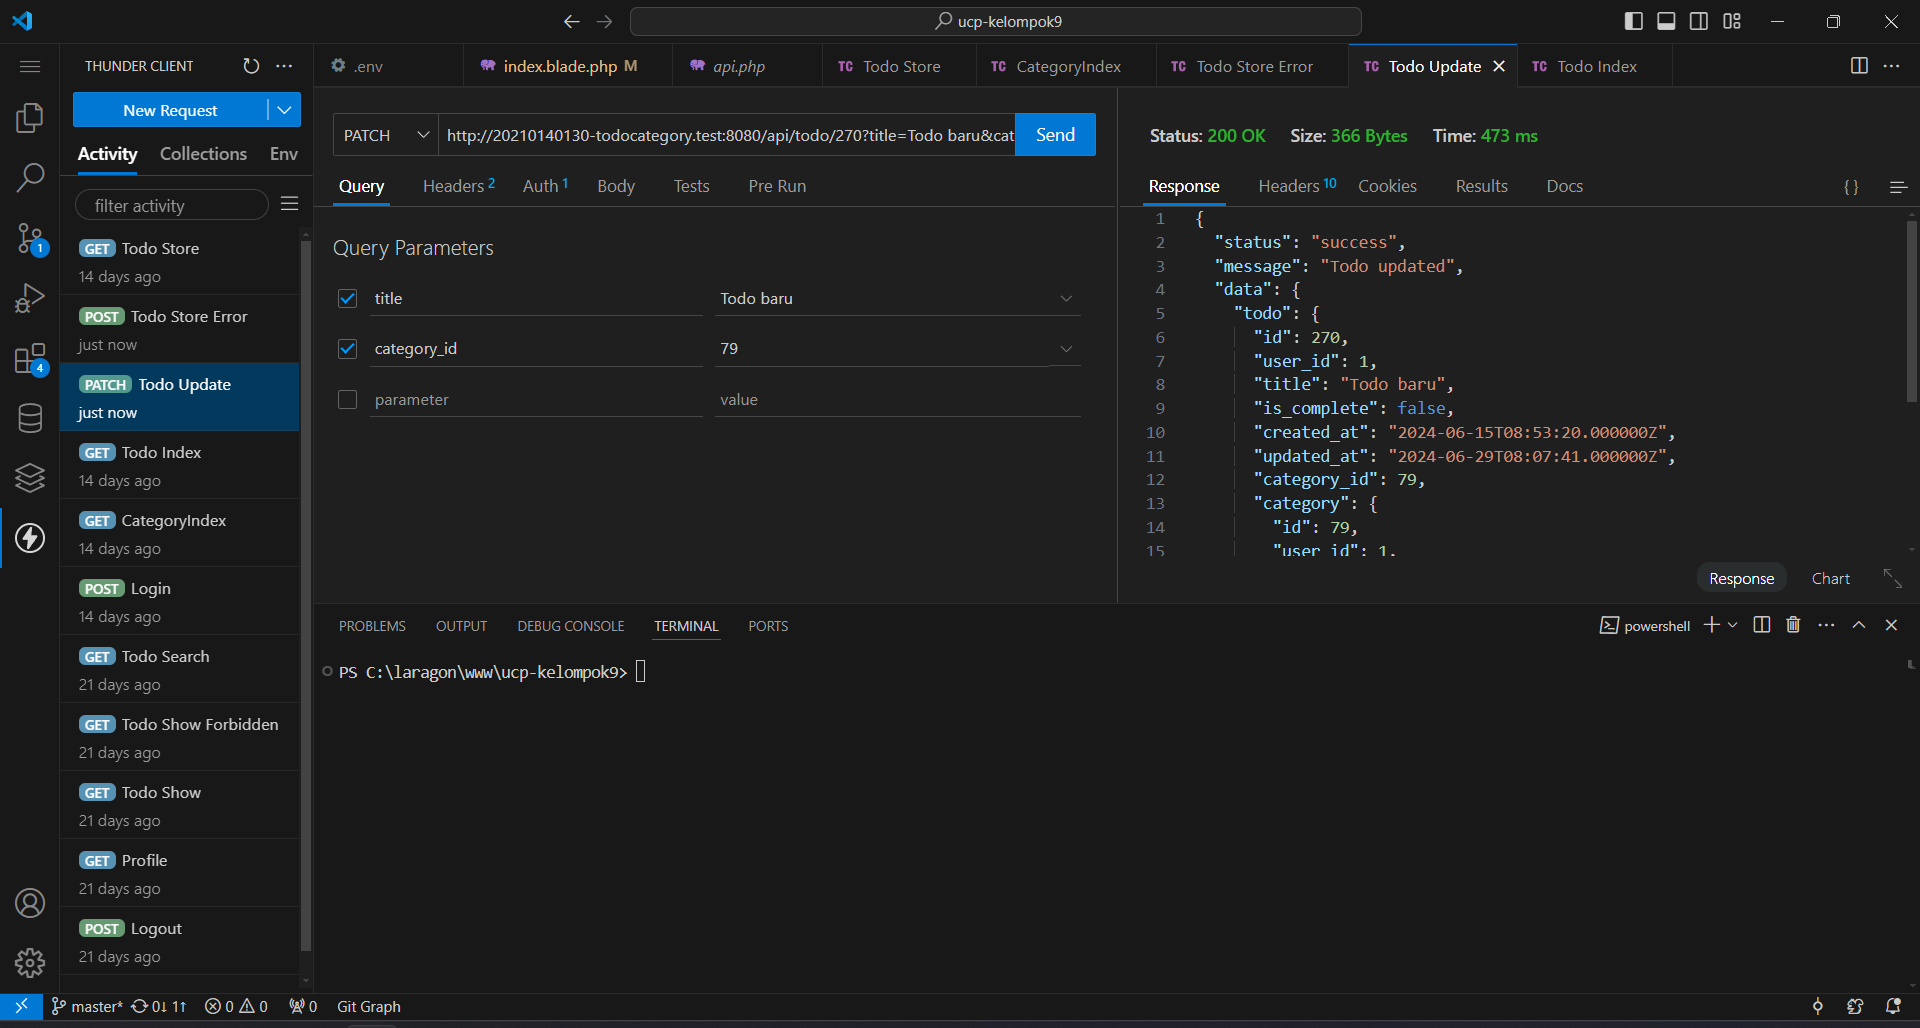 ucp-kelompok9
THUNDER CLIENT
New Request
Activity Collections Env
filter activity
GET Todo Store
14 days ago
POST Todo Store Error
just now
PATCH Todo Update
just now
GET Todo Index
14 days ago
GET CategoryIndex
14 days ago
POST Login
14 days ago
GET Todo Search
21 days ago
GET Todo Show Forbidden
21 days ago
GET Todo Show
21 days ago
GET Profile
21 days ago
POST Logout
21 days ago
1
4
.env index.blade.php M api.php TC Todo Store TC CategoryIndex TC Todo Store Error TC Todo Update TC Todo Index
PATCH http://20210140130-todocategory.test:8080/api/todo/270?title=Todo baru&cat Send
Query Headers 2 Auth 1 Body Tests Pre Run
Query Parameters
title Todo baru
category_id 79
parameter value
Status: 200 OK Size: 366 Bytes Time: 473 ms
Response Headers 10 Cookies Results Docs { }
1 {
2 "status": "success",
3 "message": "Todo updated",
4 "data": {
5 "todo": {
6 "id": 270,
7 "user_id": 1,
8 "title": "Todo baru",
9 "is_complete": false,
10 "created_at": "2024-06-15T08:53:20.000000Z",
11 "updated_at": "2024-06-29T08:07:41.000000Z",
12 "category_id": 79,
13 "category": {
14 "id": 79,
15 "user_id": 1,
Response Chart
PROBLEMS OUTPUT DEBUG CONSOLE TERMINAL PORTS
powershell
PS C:\laragon\www\ucp-kelompok9>
master* 0↓ 1↑ 0 0 0 Git Graph